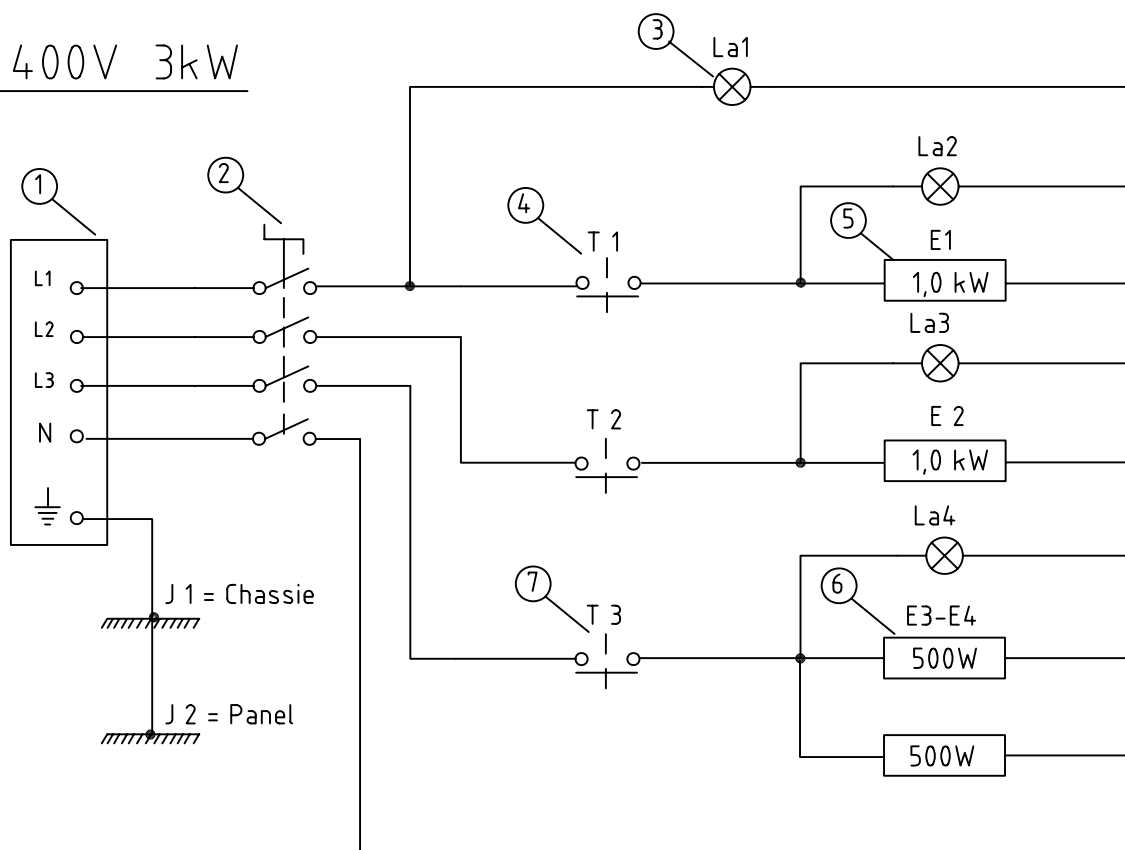 400V 3kW
3
La1
1
2
La2
4
T 1
5
E1
L1
1,0 kW
L2
La3
L3
T 2
E 2
N
1,0 kW
La4
7
6
J 1 = Chassie
T 3
E3-E4
500W
J 2 = Panel
500W